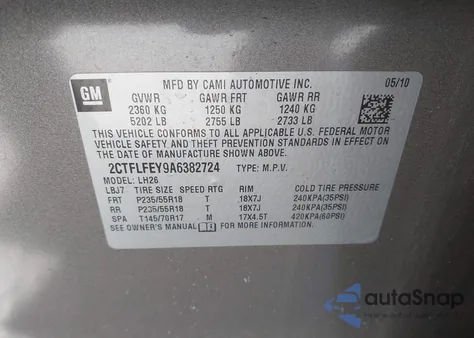 GM
MFD BY CAMI AUTOMOTIVE INC. 05/10
GVWR GAWR FRT GAWR RR
2360 KG 1250 KG 1240 KG
5202 LB 2755 LB 2733 LB
THIS VEHICLE CONFORMS TO ALL APPLICABLE U.S. FEDERAL MOTOR
VEHICLE SAFETY AND THEFT PREVENTION STANDARDS IN EFFECT ON
THE DATE OF MANUFACTURE SHOWN ABOVE.
2CTFLFEY9A6382724 TYPE: M.P.V.
MODEL: LH26
LBJ7 TIRE SIZE SPEED RTG RIM COLD TIRE PRESSURE
FRT P235/55R18 T 18X7J 240KPA(35PSI)
RR P235/55R18 T 18X7J 240KPA(35PSI)
SPA T145/70R17 M 17X4.5T 420KPA(60PSI)
SEE OWNER'S MANUAL
autoSnap